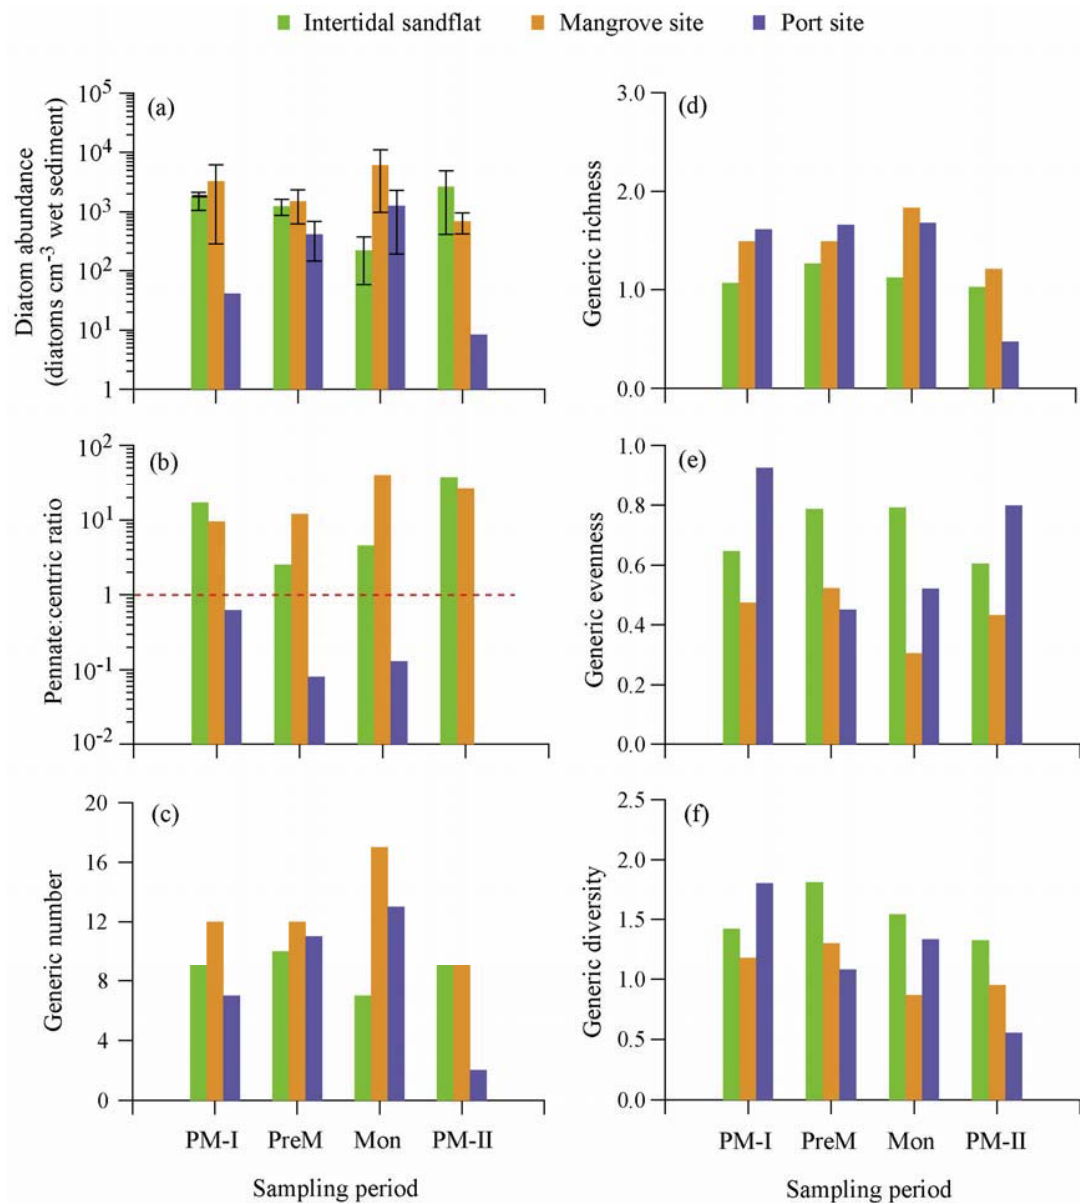 Intertidal sandflat Mangrove site Port site
(a)
Diatom abundance
(diatoms cm⁻³ wet sediment)
10⁵
10⁴
10³
10²
10¹
1
(d)
Generic richness
3.0
2.0
1.0
0.0
(b)
Pennate:centric ratio
10²
10¹
1
10⁻¹
10⁻²
(e)
Generic evenness
1.0
0.8
0.6
0.4
0.2
0.0
(c)
Generic number
20
16
12
8
4
0
PM-I PreM Mon PM-II
Sampling period
(f)
Generic diversity
2.5
2.0
1.5
1.0
0.5
0.0
PM-I PreM Mon PM-II
Sampling period